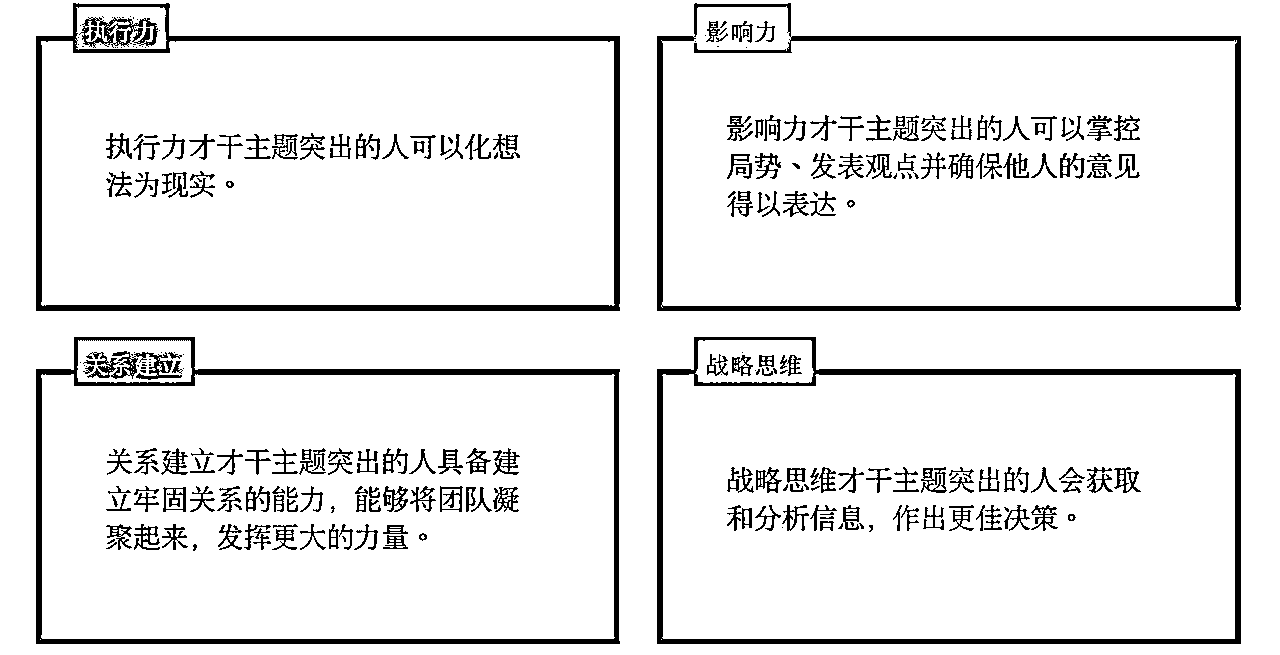 执行力
执行力才干主题突出的人可以化想
法为现实。
影响力
影响力才干主题突出的人可以掌控
局势、发表观点并确保他人的意见
得以表达。
关系建立
关系建立才干主题突出的人具备建
立牢固关系的能力，能够将团队凝
聚起来，发挥更大的力量。
战略思维
战略思维才干主题突出的人会获取
和分析信息，作出更佳决策。